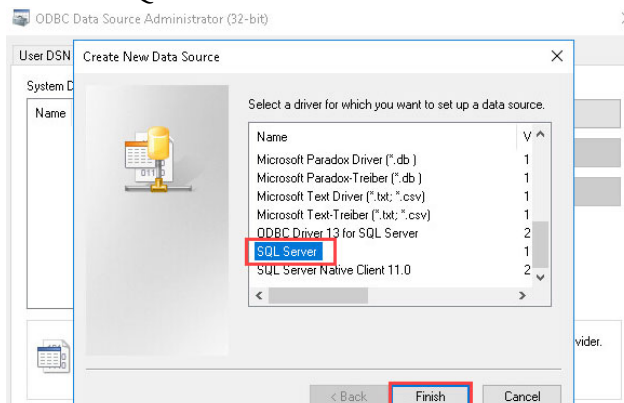 ODBC Data Source Administrator (32-bit)
User DSN
Create New Data Source
System D
Name
Select a driver for which you want to set up a data source.
Name V
Microsoft Paradox Driver (*.db ) 1
Microsoft Paradox-Treiber (*.db ) 1
Microsoft Text Driver (*.txt; *.csv) 1
Microsoft Text-Treiber (*.txt; *.csv) 1
ODBC Driver 13 for SQL Server 2
SQL Server 1
SQL Server Native Client 11.0 2
vider.
< Back Finish Cancel